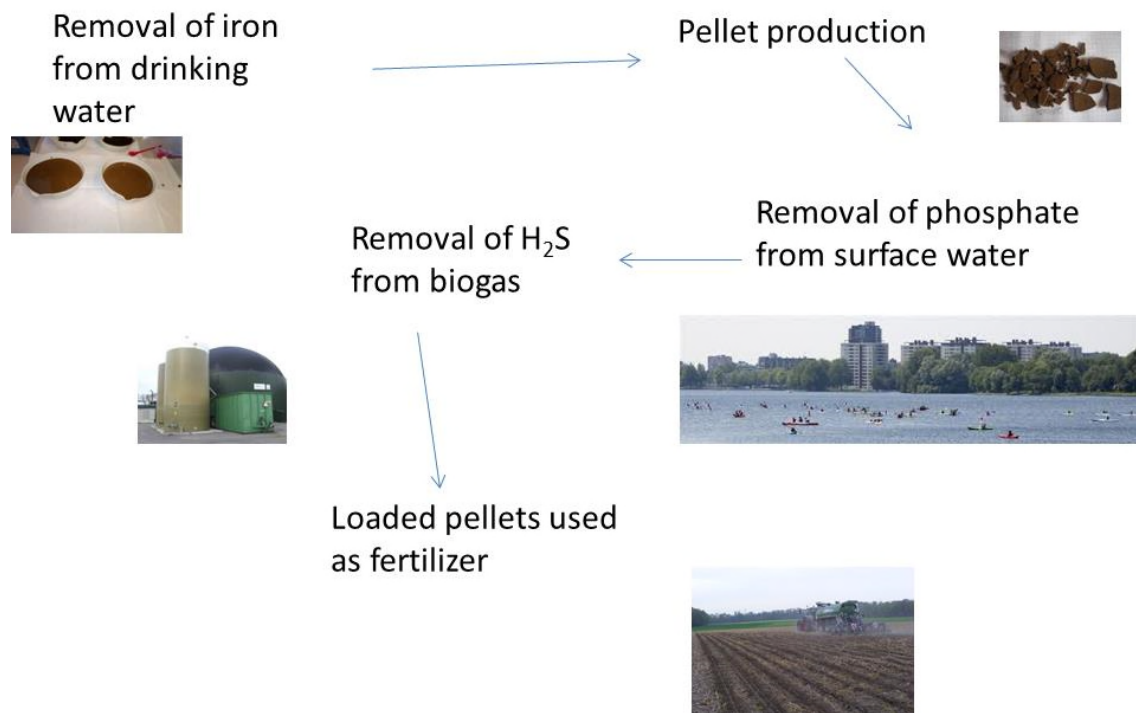 Removal of iron
from drinking
water
Pellet production
Removal of phosphate
from surface water
Removal of H₂S
from biogas
Loaded pellets used
as fertilizer